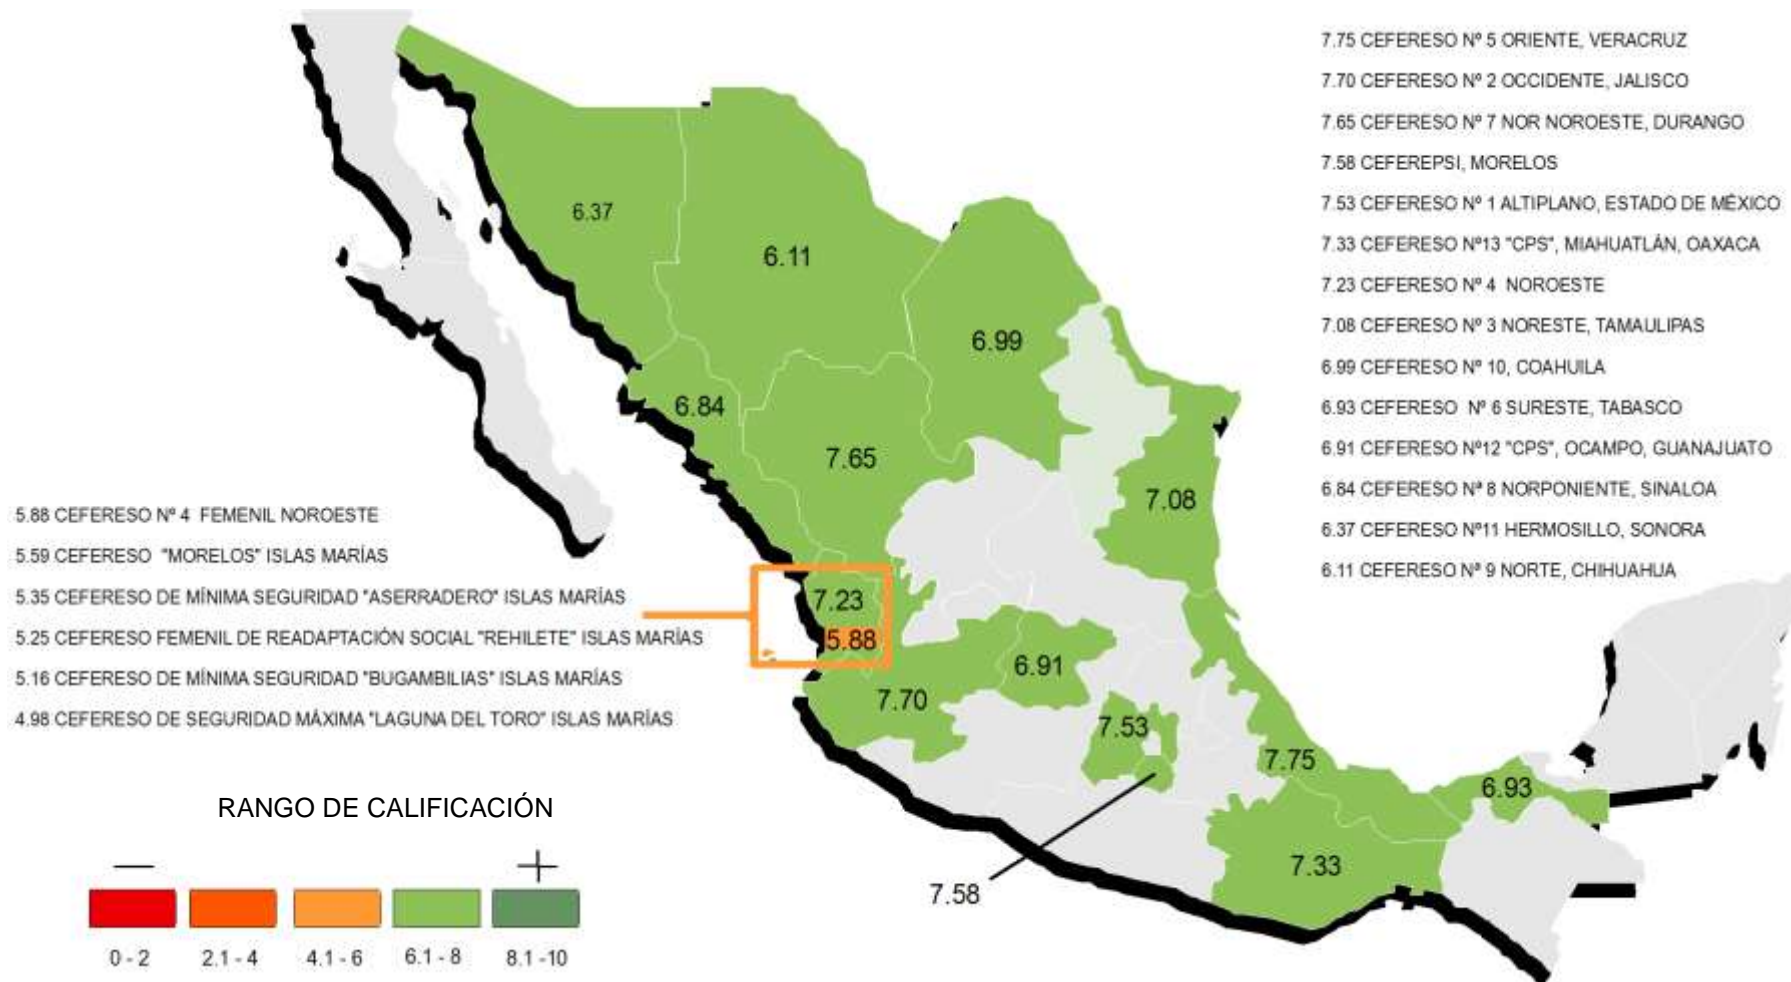 7.75 CEFERESO Nº 5 ORIENTE, VERACRUZ
7.70 CEFERESO Nº 2 OCCIDENTE, JALISCO
7.65 CEFERESO Nº 7 NOR NOROESTE, DURANGO
7.58 CEFEREPSI, MORELOS
7.53 CEFERESO Nº 1 ALTIPLANO, ESTADO DE MÉXICO
7.33 CEFERESO Nº13 "CPS", MIAHUATLÁN, OAXACA
7.23 CEFERESO Nº 4 NOROESTE
7.08 CEFERESO Nº 3 NORESTE, TAMAULIPAS
6.99 CEFERESO Nº 10, COAHUILA
6.93 CEFERESO Nº 6 SURESTE, TABASCO
6.91 CEFERESO Nº12 "CPS", OCAMPO, GUANAJUATO
6.84 CEFERESO Nº 8 NORPONIENTE, SINALOA
6.37 CEFERESO Nº11 HERMOSILLO, SONORA
6.11 CEFERESO Nº 9 NORTE, CHIHUAHUA
6.37
6.11
6.99
6.84
7.65
7.08
7.23
5.88
6.91
7.70
7.53
7.75
6.93
7.33
7.58
5.88 CEFERESO Nº 4 FEMENIL NOROESTE
5.59 CEFERESO "MORELOS" ISLAS MARÍAS
5.35 CEFERESO DE MÍNIMA SEGURIDAD "ASERRADERO" ISLAS MARÍAS
5.25 CEFERESO FEMENIL DE READAPTACIÓN SOCIAL "REHILETE" ISLAS MARÍAS
5.16 CEFERESO DE MÍNIMA SEGURIDAD "BUGAMBILIAS" ISLAS MARÍAS
4.98 CEFERESO DE SEGURIDAD MÁXIMA "LAGUNA DEL TORO" ISLAS MARÍAS
RANGO DE CALIFICACIÓN
— +
0 - 2 2.1 - 4 4.1 - 6 6.1 - 8 8.1 -10